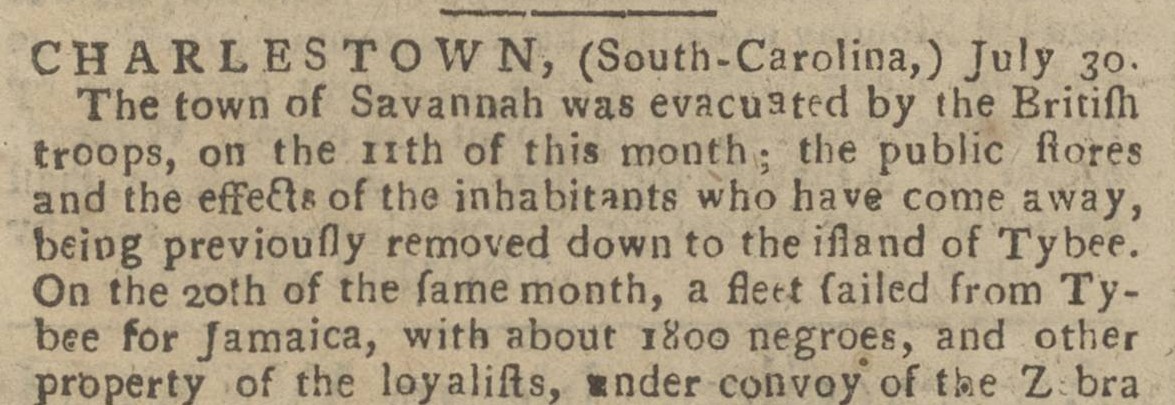 CHARLESTOWN, (South-Carolina,) July 30.
The town of Savannah was evacuated by the Britiſh
troops, on the 11th of this month; the public ſtores
and the effects of the inhabitants who have come away,
being previouſly removed down to the iſland of Tybee.
On the 20th of the ſame month, a fleet ſailed from Ty-
bee for Jamaica, with about 1800 negroes, and other
property of the loyaliſts, under convoy of the Z bra